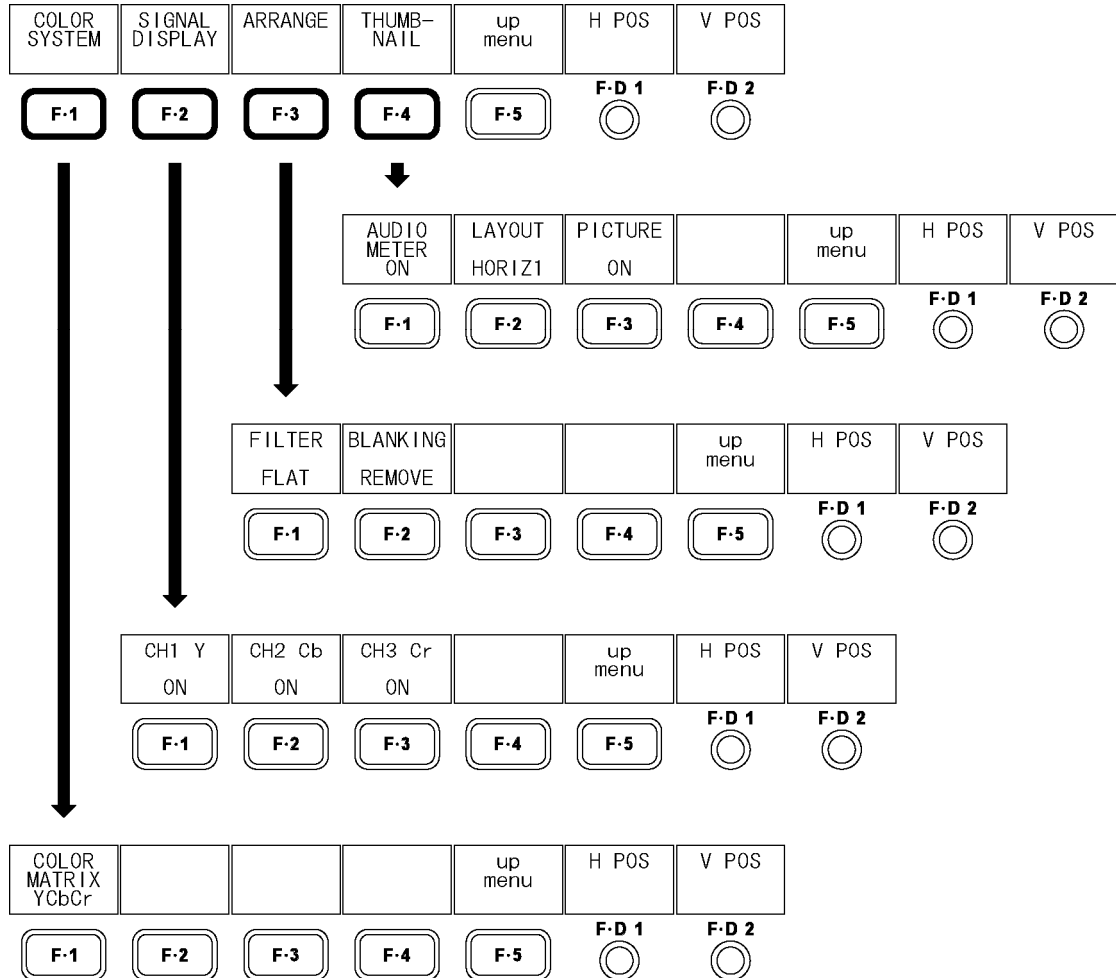 COLOR SYSTEM
SIGNAL DISPLAY
ARRANGE
THUMB-NAIL
up menu
H POS
V POS
F·1
F·2
F·3
F·4
F·5
F·D 1
F·D 2
AUDIO METER ON
LAYOUT HORIZ1
PICTURE ON
up menu
H POS
V POS
F·1
F·2
F·3
F·4
F·5
F·D 1
F·D 2
FILTER FLAT
BLANKING REMOVE
up menu
H POS
V POS
F·1
F·2
F·3
F·4
F·5
F·D 1
F·D 2
CH1 Y ON
CH2 Cb ON
CH3 Cr ON
up menu
H POS
V POS
F·1
F·2
F·3
F·4
F·5
F·D 1
F·D 2
COLOR MATRIX YCbCr
up menu
H POS
V POS
F·1
F·2
F·3
F·4
F·5
F·D 1
F·D 2